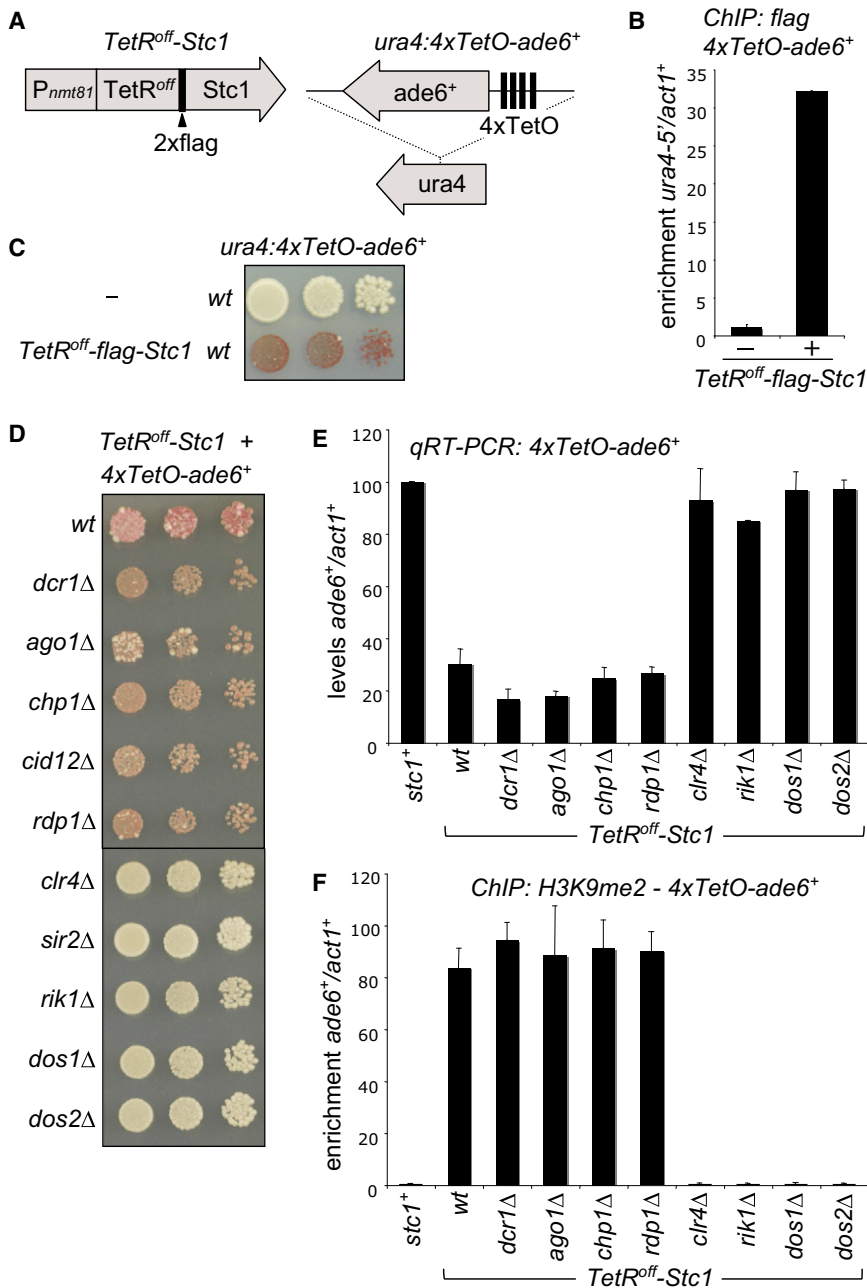 A
TetR^off-Stc1
ura4:4xTetO-ade6⁺
Pnmt81
TetR^off
Stc1
2xflag
ade6⁺
4xTetO
ura4
B
ChIP: flag
4xTetO-ade6⁺
enrichment ura4-5'/act1⁺
35
30
25
20
15
10
5
0
– +
TetR^off-flag-Stc1
C
ura4:4xTetO-ade6⁺
– wt
TetR^off-flag-Stc1 wt
D
TetR^off-Stc1 +
4xTetO-ade6⁺
wt
dcr1Δ
ago1Δ
chp1Δ
cid12Δ
rdp1Δ
clr4Δ
sir2Δ
rik1Δ
dos1Δ
dos2Δ
E
qRT-PCR: 4xTetO-ade6⁺
levels ade6⁺/act1⁺
120
100
80
60
40
20
0
stc1⁺
wt
dcr1Δ
ago1Δ
chp1Δ
rdp1Δ
clr4Δ
rik1Δ
dos1Δ
dos2Δ
TetR^off-Stc1
F
ChIP: H3K9me2 - 4xTetO-ade6⁺
enrichment ade6⁺/act1⁺
120
100
80
60
40
20
0
stc1⁺
wt
dcr1Δ
ago1Δ
chp1Δ
rdp1Δ
clr4Δ
rik1Δ
dos1Δ
dos2Δ
TetR^off-Stc1